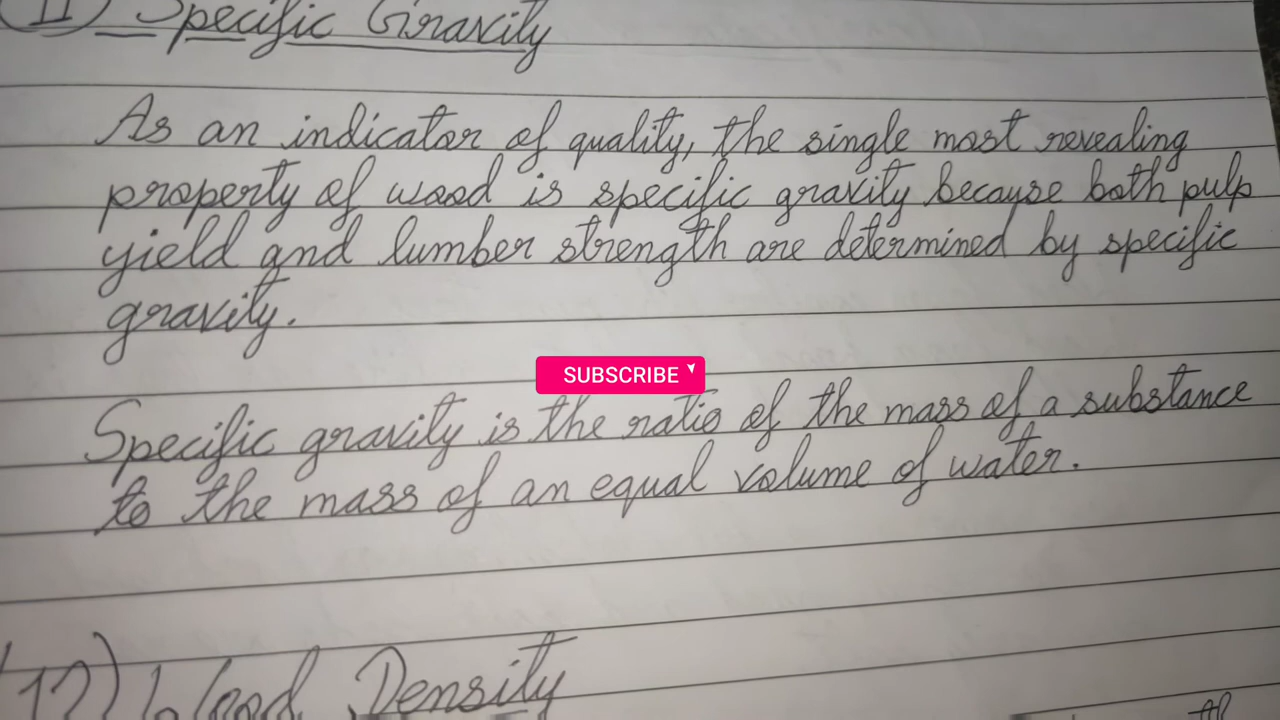 11) Specific Gravity
As an indicator of quality, the single most revealing
property of wood is specific gravity because both pulp
yield and lumber strength are determined by specific
gravity.
SUBSCRIBE
Specific gravity is the ratio of the mass of a substance
to the mass of an equal volume of water.
12) Wood Density